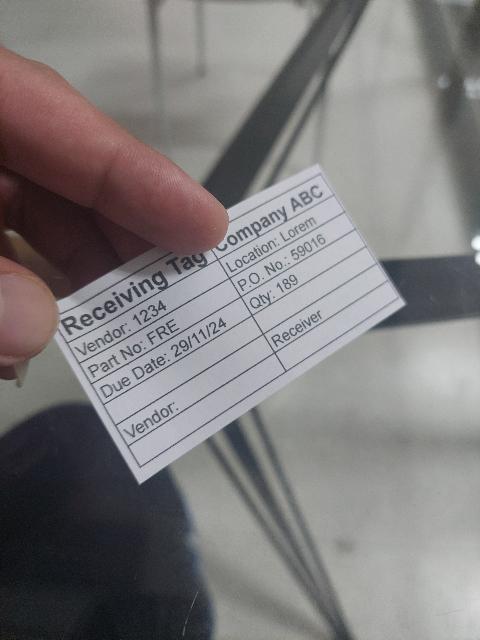 Receiving Tag Company ABC
Vendor: 1234 Location: Lorem
Part No: FRE P.O. No.: 59016
Due Date: 29/11/24 Qty: 189
Vendor: Receiver